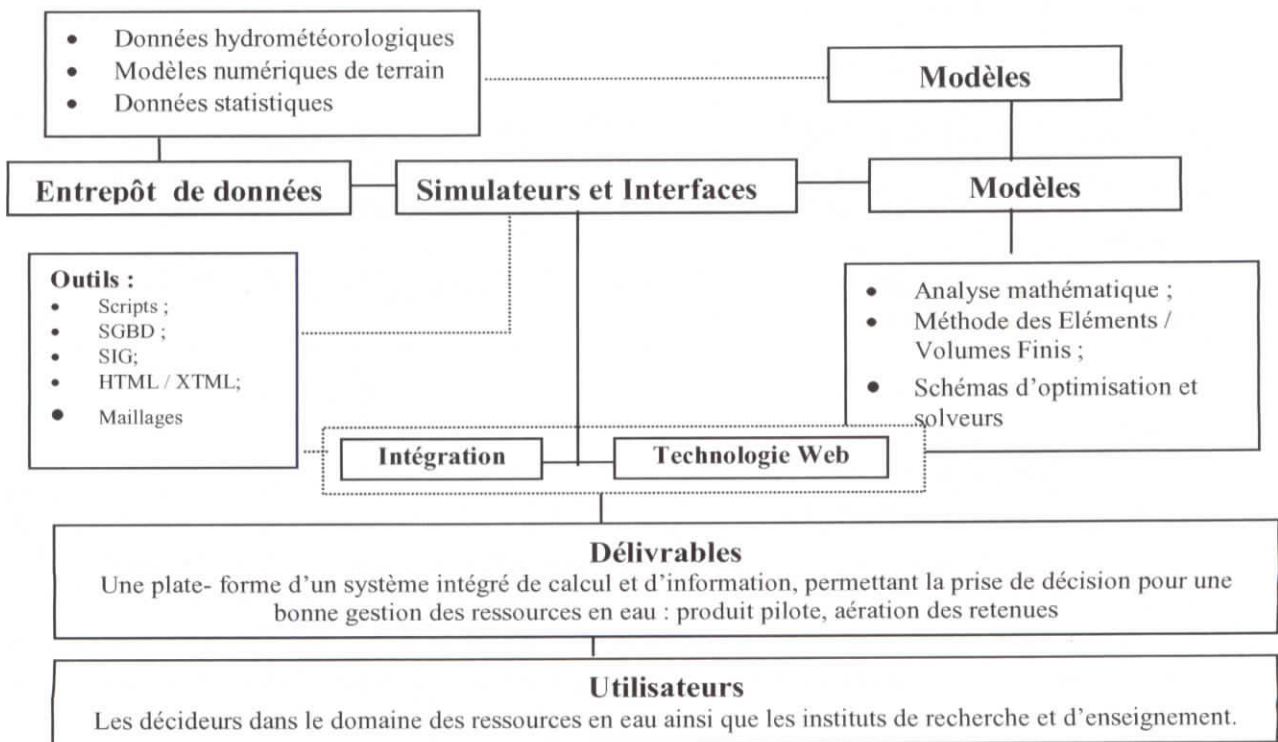 • Données hydrométéorologiques
• Modèles numériques de terrain
• Données statistiques
Modèles
Entrepôt de données
Simulateurs et Interfaces
Modèles
Outils :
• Scripts ;
• SGBD ;
• SIG;
• HTML / XTML;
• Maillages
• Analyse mathématique ;
• Méthode des Eléments /
Volumes Finis ;
• Schémas d'optimisation et
solveurs
Intégration
Technologie Web
Délivrables
Une plate- forme d'un système intégré de calcul et d'information, permettant la prise de décision pour une
bonne gestion des ressources en eau : produit pilote, aération des retenues
Utilisateurs
Les décideurs dans le domaine des ressources en eau ainsi que les instituts de recherche et d'enseignement.